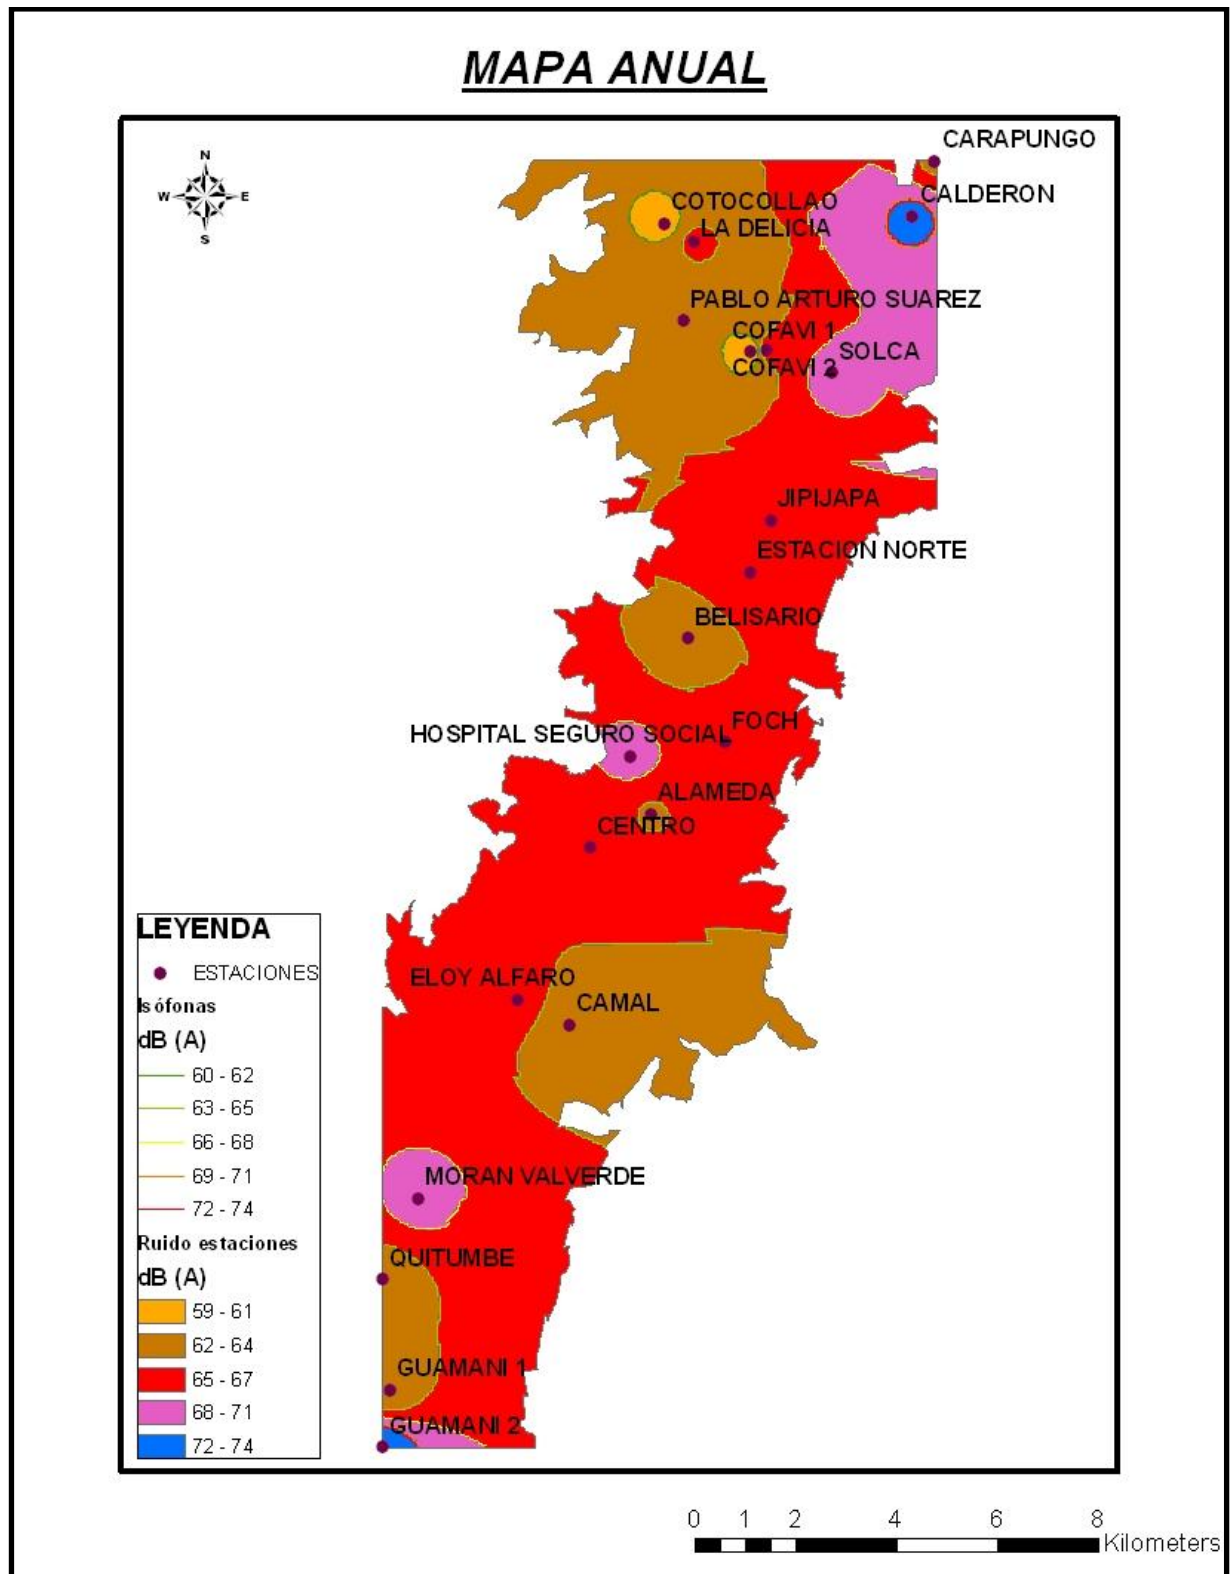 MAPA ANUAL
N
W E
S
CARAPUNGO
COTOCOLLAO
CALDERON
LA DELICIA
PABLO ARTURO SUAREZ
COFAVI 1
COFAVI 2
SOLCA
JIPIJAPA
ESTACION NORTE
BELISARIO
FOCH
HOSPITAL SEGURO SOCIAL
ALAMEDA
CENTRO
ELOY ALFARO
CAMAL
MORAN VALVERDE
QUITUMBE
GUAMANI 1
GUAMANI 2
LEYENDA
ESTACIONES
Isófonas
dB (A)
60 - 62
63 - 65
66 - 68
69 - 71
72 - 74
Ruido estaciones
dB (A)
59 - 61
62 - 64
65 - 67
68 - 71
72 - 74
0 1 2 4 6 8
Kilometers